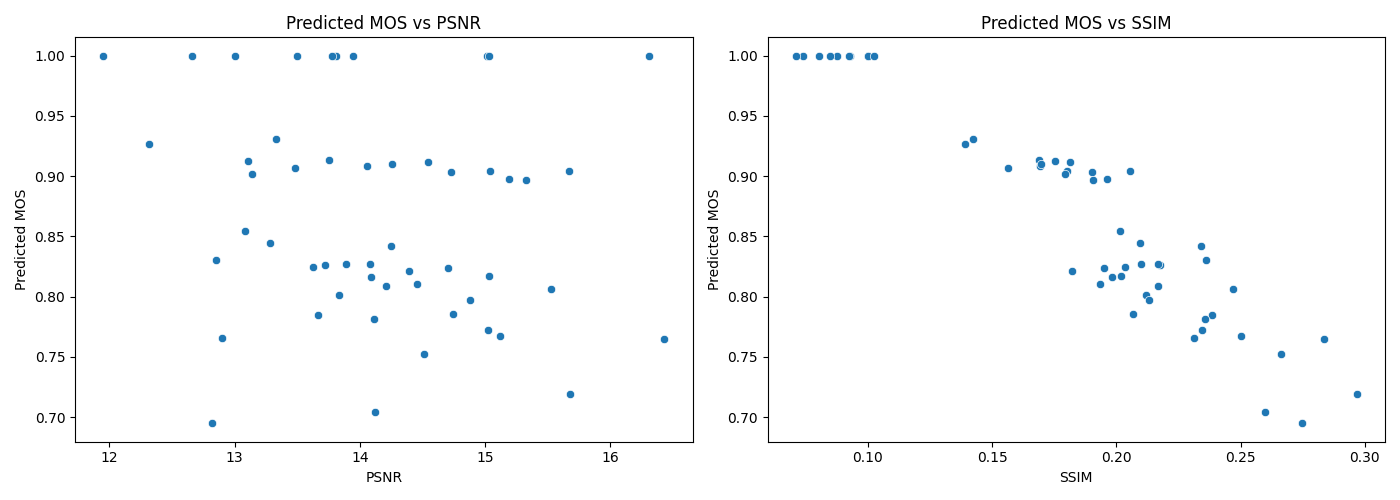 Predicted MOS vs PSNR
1.00
0.95
0.90
0.85
0.80
0.75
0.70
Predicted MOS
12 13 14 15 16
PSNR
Predicted MOS vs SSIM
1.00
0.95
0.90
0.85
0.80
0.75
0.70
Predicted MOS
0.10 0.15 0.20 0.25 0.30
SSIM